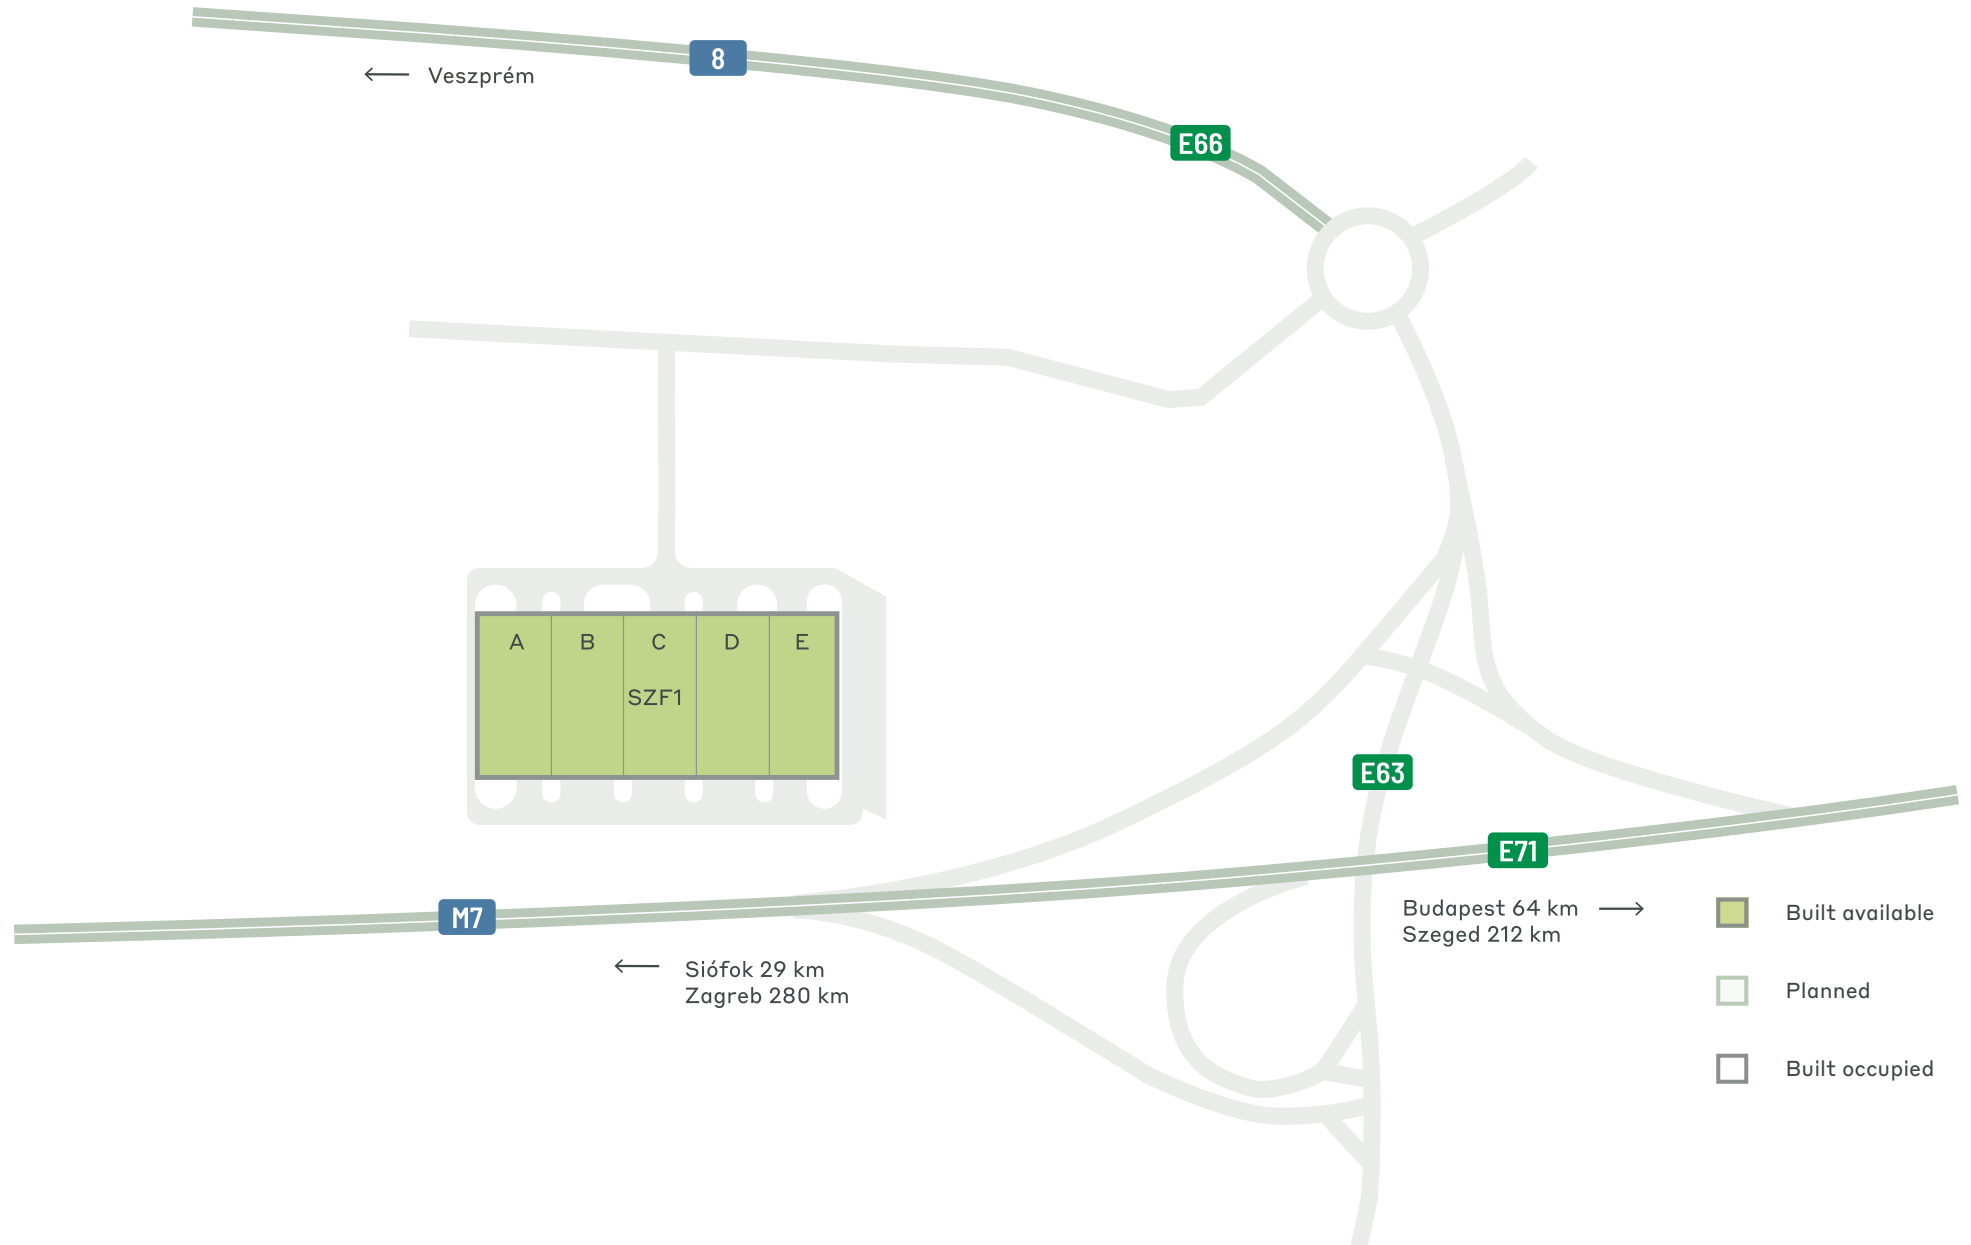 8
Veszprém
E66
A B C D E
SZF1
E63
E71
M7
Budapest 64 km
Szeged 212 km
Siófok 29 km
Zagreb 280 km
Built available
Planned
Built occupied